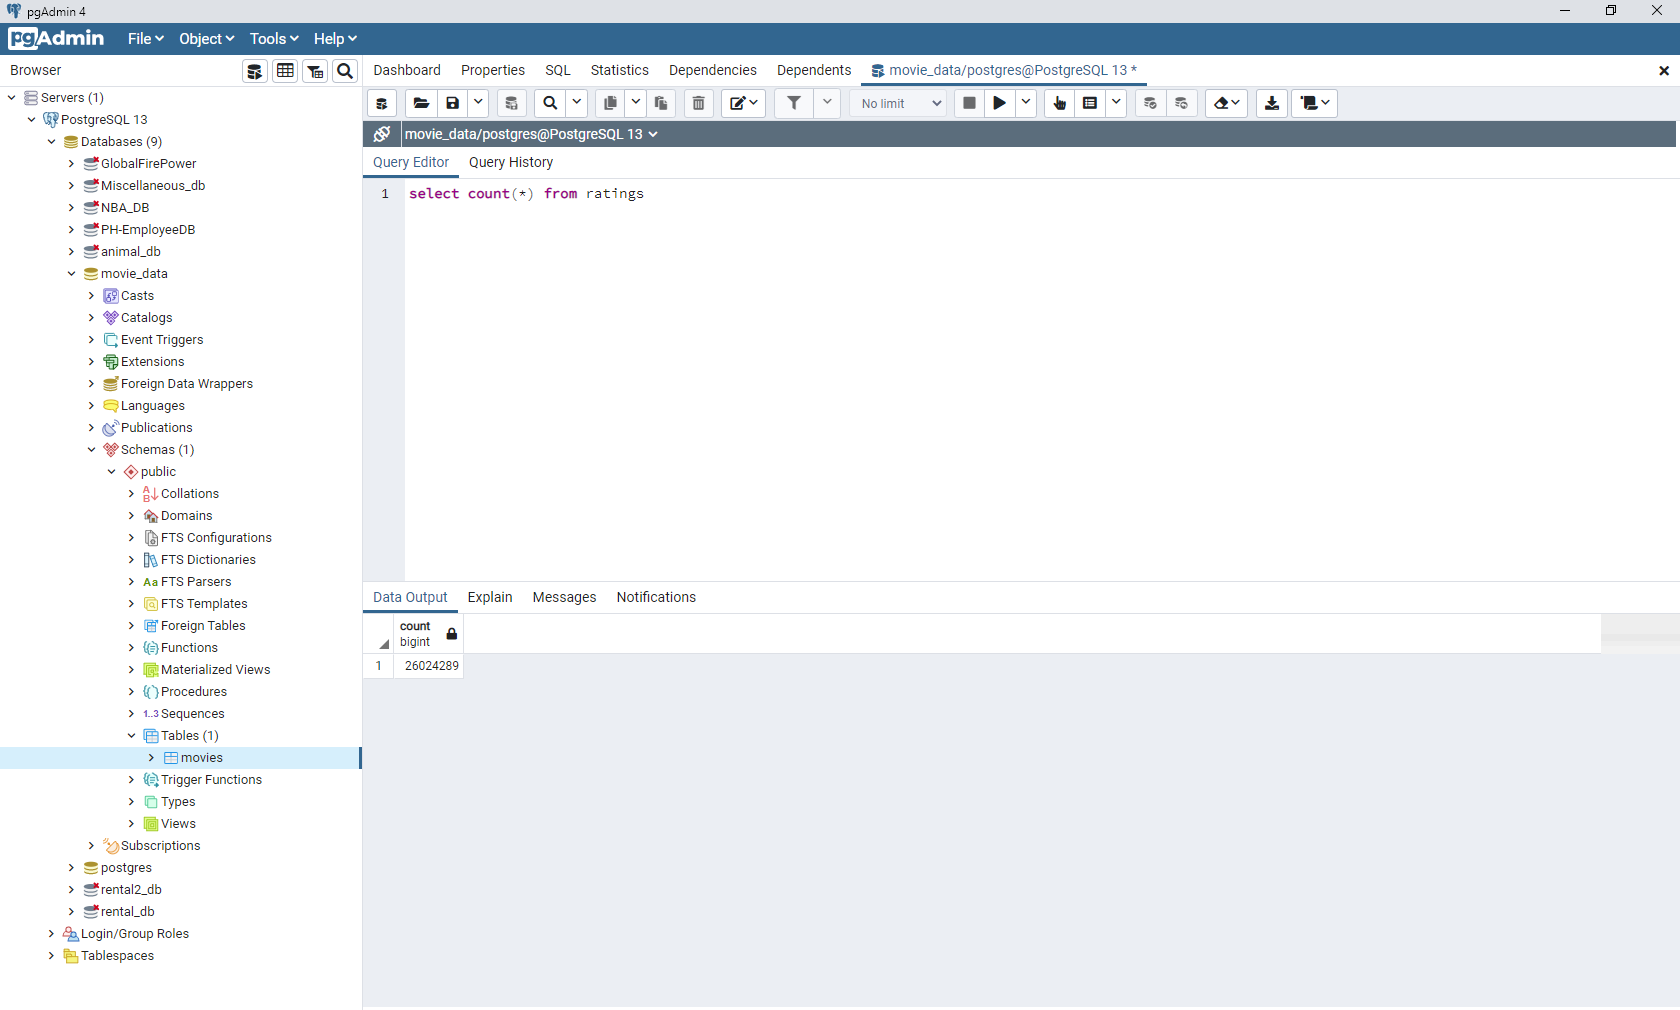 pgAdmin 4
pgAdmin File Object Tools Help
Browser
Dashboard Properties SQL Statistics Dependencies Dependents movie_data/postgres@PostgreSQL 13 *
No limit
movie_data/postgres@PostgreSQL 13
Query Editor Query History
1 select count(*) from ratings
Data Output Explain Messages Notifications
count
bigint
1 26024289
Servers (1)
PostgreSQL 13
Databases (9)
GlobalFirePower
Miscellaneous_db
NBA_DB
PH-EmployeeDB
animal_db
movie_data
Casts
Catalogs
Event Triggers
Extensions
Foreign Data Wrappers
Languages
Publications
Schemas (1)
public
Collations
Domains
FTS Configurations
FTS Dictionaries
Aa FTS Parsers
FTS Templates
Foreign Tables
Functions
Materialized Views
Procedures
1..3 Sequences
Tables (1)
movies
Trigger Functions
Types
Views
Subscriptions
postgres
rental2_db
rental_db
Login/Group Roles
Tablespaces